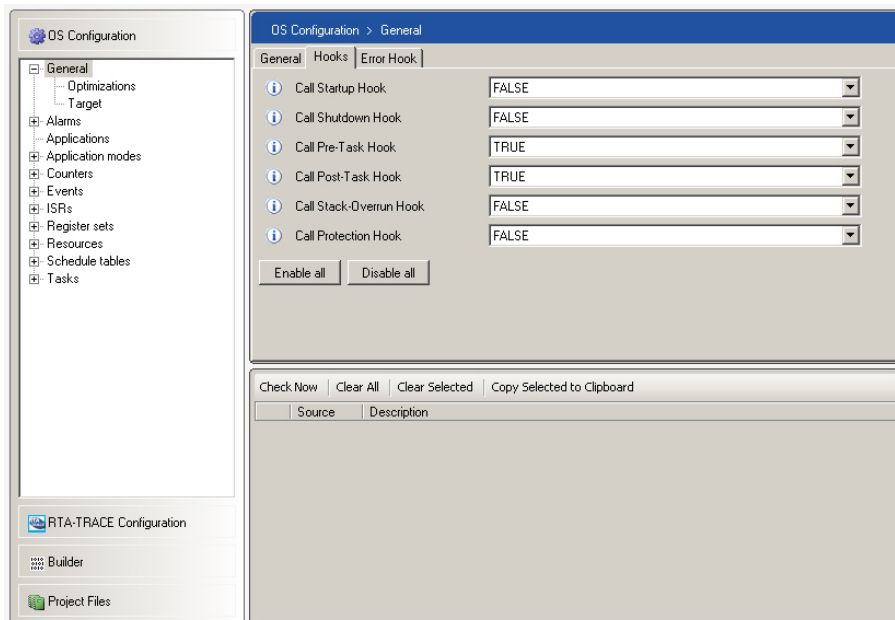 OS Configuration
General
Optimizations
Target
Alarms
Applications
Application modes
Counters
Events
ISRs
Register sets
Resources
Schedule tables
Tasks
RTA-TRACE Configuration
Builder
Project Files
OS Configuration > General
General Hooks Error Hook
Call Startup Hook FALSE
Call Shutdown Hook FALSE
Call Pre-Task Hook TRUE
Call Post-Task Hook TRUE
Call Stack-Overrun Hook FALSE
Call Protection Hook FALSE
Enable all Disable all
Check Now Clear All Clear Selected Copy Selected to Clipboard
Source Description